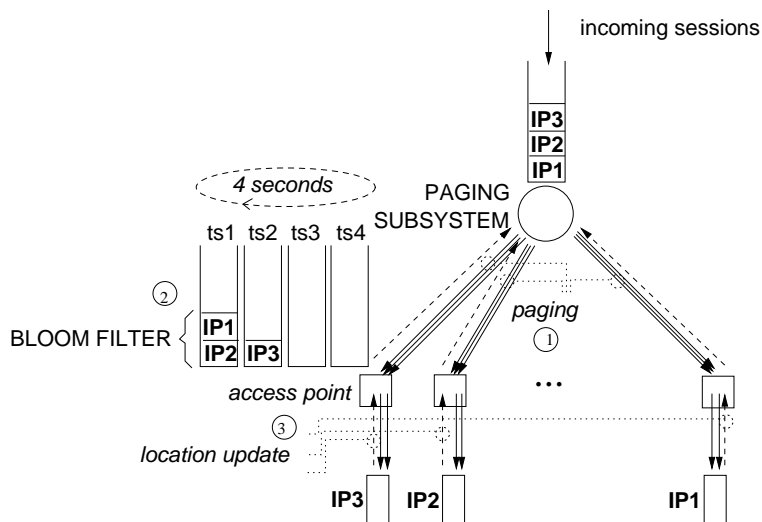 incoming sessions
IP3
IP2
IP1
4 seconds
PAGING
SUBSYSTEM
ts1 ts2 ts3 ts4
2
IP1
BLOOM FILTER
IP2 IP3
paging
1
access point
...
3
location update
IP3 IP2 IP1